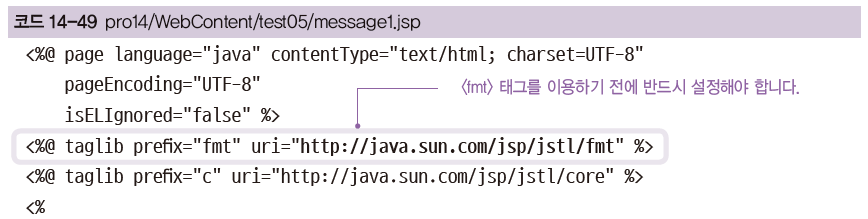 코드 14-49 pro14/WebContent/test05/message1.jsp
<%@ page language="java" contentType="text/html; charset=UTF-8"
pageEncoding="UTF-8"
〈fmt〉 태그를 이용하기 전에 반드시 설정해야 합니다.
isELIgnored="false" %>
<%@ taglib prefix="fmt" uri="http://java.sun.com/jsp/jstl/fmt" %>
<%@ taglib prefix="c" uri="http://java.sun.com/jsp/jstl/core" %>
<%